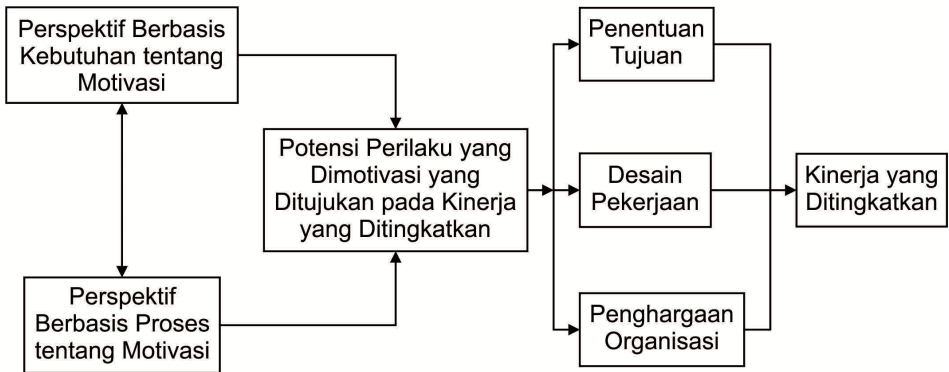 Perspektif Berbasis
Kebutuhan tentang
Motivasi
Perspektif
Berbasis Proses
tentang Motivasi
Potensi Perilaku yang
Dimotivasi yang
Ditujukan pada Kinerja
yang Ditingkatkan
Penentuan
Tujuan
Desain
Pekerjaan
Penghargaan
Organisasi
Kinerja yang
Ditingkatkan